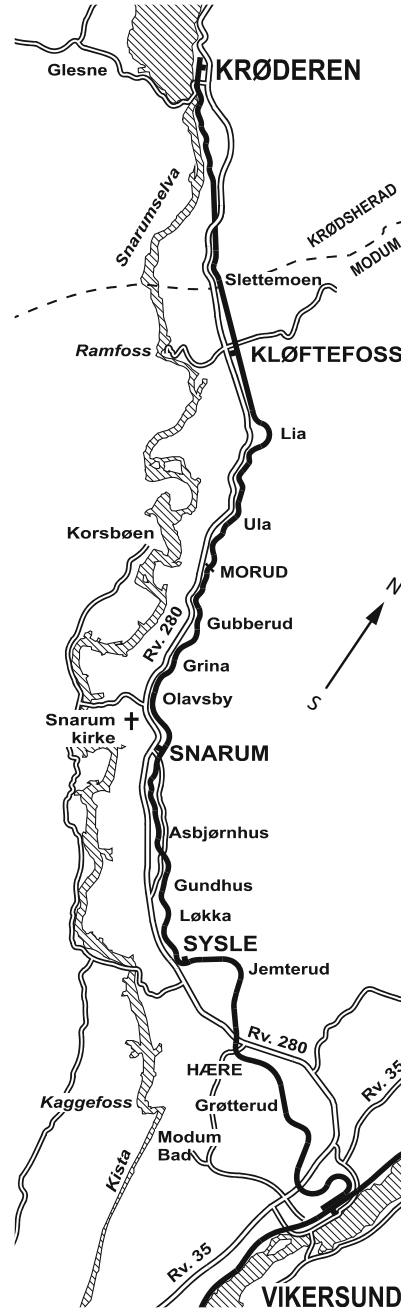 Glesne
KRØDEREN
Snarumselva
KRØDSHERAD
MODUM
Slettemoen
Ramfoss
KLØFTEFOSS
Lia
Ula
Korsbøen
MORUD
N
Rv. 280
Gubberud
Grina
S
Olavsby
Snarum
kirke
SNARUM
Asbjørnhus
Gundhus
Løkka
SYSLE
Jemterud
Rv. 280
HÆRE
Rv. 35
Kaggefoss
Grøtterud
Modum
Bad
Kista
Rv. 35
VIKERSUND